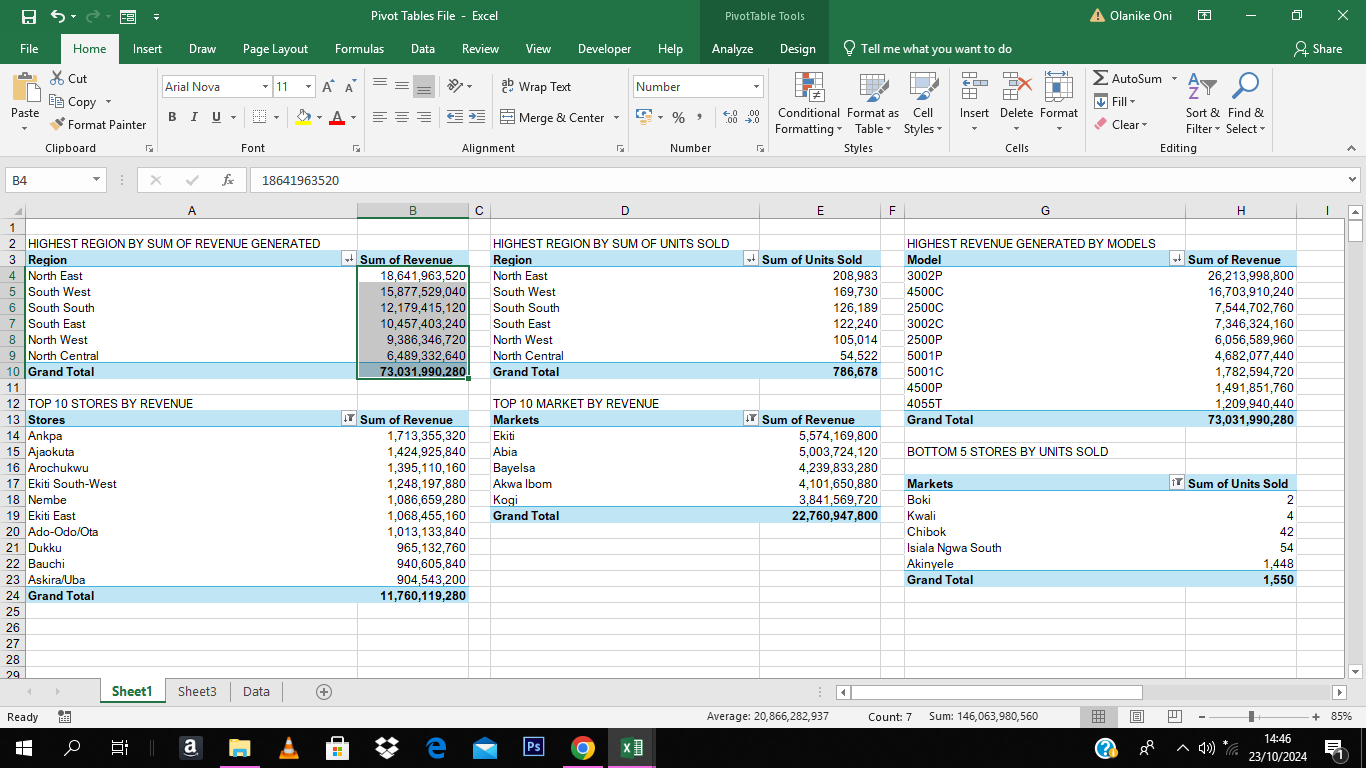 Pivot Tables File - Excel
PivotTable Tools
Olanike Oni
File Home Insert Draw Page Layout Formulas Data Review View Developer Help Analyze Design Tell me what you want to do Share
Paste
Cut
Copy
Format Painter
Clipboard
Arial Nova 11
B I U
Font
Wrap Text
Merge & Center
Alignment
Number
Number
Conditional Formatting
Format as Table
Cell Styles
Styles
Insert Delete Format
Cells
AutoSum
Fill
Clear
Sort & Filter
Find & Select
Editing
B4 fx 18641963520
A B C D E F G H I
1
2 HIGHEST REGION BY SUM OF REVENUE GENERATED HIGHEST REGION BY SUM OF UNITS SOLD HIGHEST REVENUE GENERATED BY MODELS
3 Region Sum of Revenue Region Sum of Units Sold Model Sum of Revenue
4 North East 18,641,963,520 North East 208,983 3002P 26,213,998,800
5 South West 15,877,529,040 South West 169,730 4500C 16,703,910,240
6 South South 12,179,415,120 South South 126,189 2500C 7,544,702,760
7 South East 10,457,403,240 South East 122,240 3002C 7,346,324,160
8 North West 9,386,346,720 North West 105,014 2500P 6,056,589,960
9 North Central 6,489,332,640 North Central 54,522 5001P 4,682,077,440
10 Grand Total 73,031,990,280 Grand Total 786,678 5001C 1,782,594,720
11 4500P 1,491,851,760
12 TOP 10 STORES BY REVENUE TOP 10 MARKET BY REVENUE 4055T 1,209,940,440
13 Stores Sum of Revenue Markets Sum of Revenue Grand Total 73,031,990,280
14 Ankpa 1,713,355,320 Ekiti 5,574,169,800
15 Ajaokuta 1,424,925,840 Abia 5,003,724,120 BOTTOM 5 STORES BY UNITS SOLD
16 Arochukwu 1,395,110,160 Bayelsa 4,239,833,280
17 Ekiti South-West 1,248,197,880 Akwa Ibom 4,101,650,880 Markets Sum of Units Sold
18 Nembe 1,086,659,280 Kogi 3,841,569,720 Boki 2
19 Ekiti East 1,068,455,160 Grand Total 22,760,947,800 Kwali 4
20 Ado-Odo/Ota 1,013,133,840 Chibok 42
21 Dukku 965,132,760 Isiala Ngwa South 54
22 Bauchi 940,605,840 Akinyele 1,448
23 Askira/Uba 904,543,200 Grand Total 1,550
24 Grand Total 11,760,119,280
25
26
27
28
29
Sheet1 Sheet3 Data
Ready Average: 20,866,282,937 Count: 7 Sum: 146,063,980,560 85%
14:46
23/10/2024